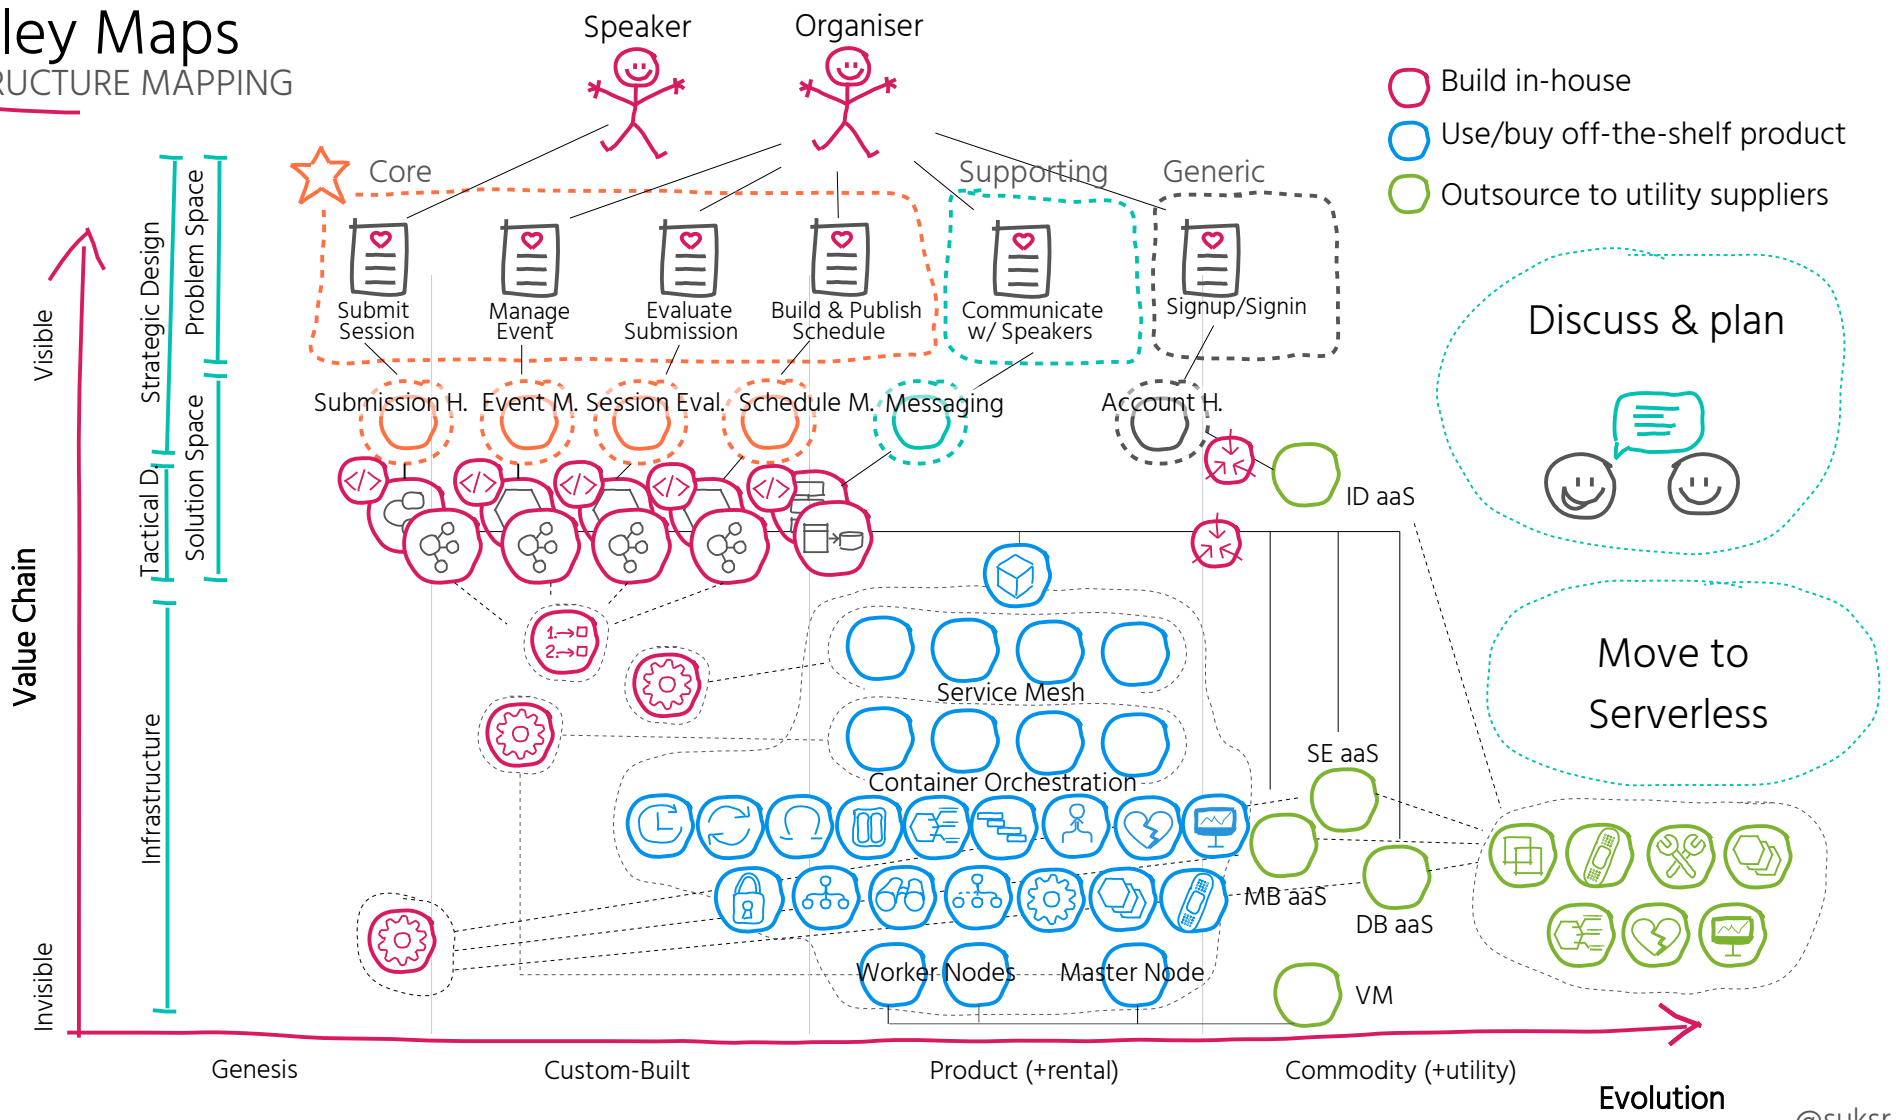 ley Maps
RUCTURE MAPPING
Speaker
Organiser
Build in-house
Use/buy off-the-shelf product
Outsource to utility suppliers
Core
Supporting
Generic
Strategic Design
Problem Space
Tactical D.
Solution Space
Infrastructure
Visible
Value Chain
Invisible
Submit
Session
Manage
Event
Evaluate
Submission
Build & Publish
Schedule
Communicate
w/ Speakers
Signup/Signin
Discuss & plan
Submission H.
Event M.
Session Eval.
Schedule M.
Messaging
Account H.
ID aaS
</>
</>
</>
</>
</>
1.→□
2.→□
Move to
Serverless
Service Mesh
Container Orchestration
SE aaS
MB aaS
DB aaS
Worker Nodes
Master Node
VM
Genesis
Custom-Built
Product (+rental)
Commodity (+utility)
Evolution